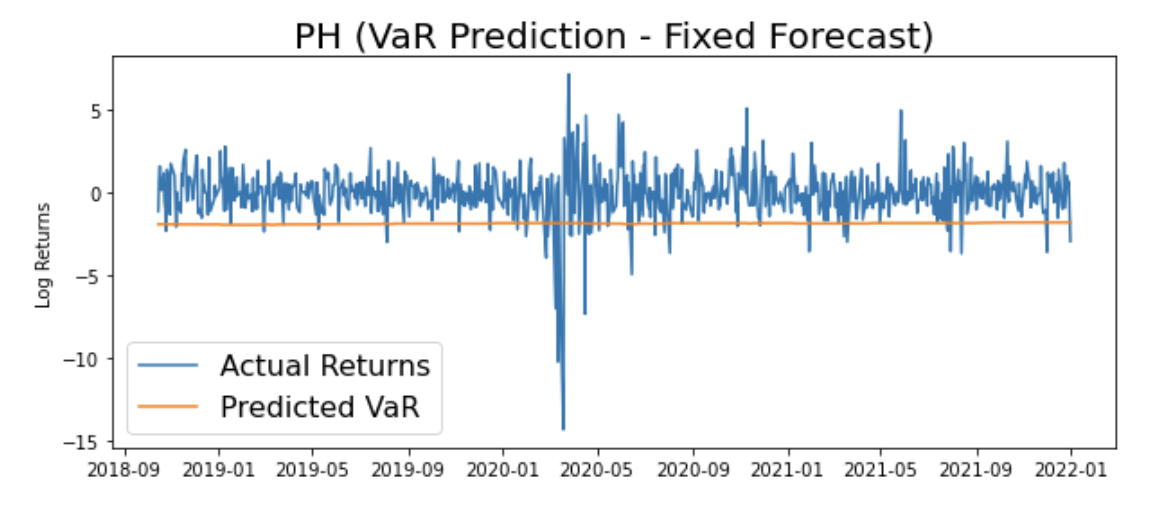 PH (VaR Prediction - Fixed Forecast)
Log Returns
5
0
−5
−10
−15
Actual Returns
Predicted VaR
2018-09 2019-01 2019-05 2019-09 2020-01 2020-05 2020-09 2021-01 2021-05 2021-09 2022-01